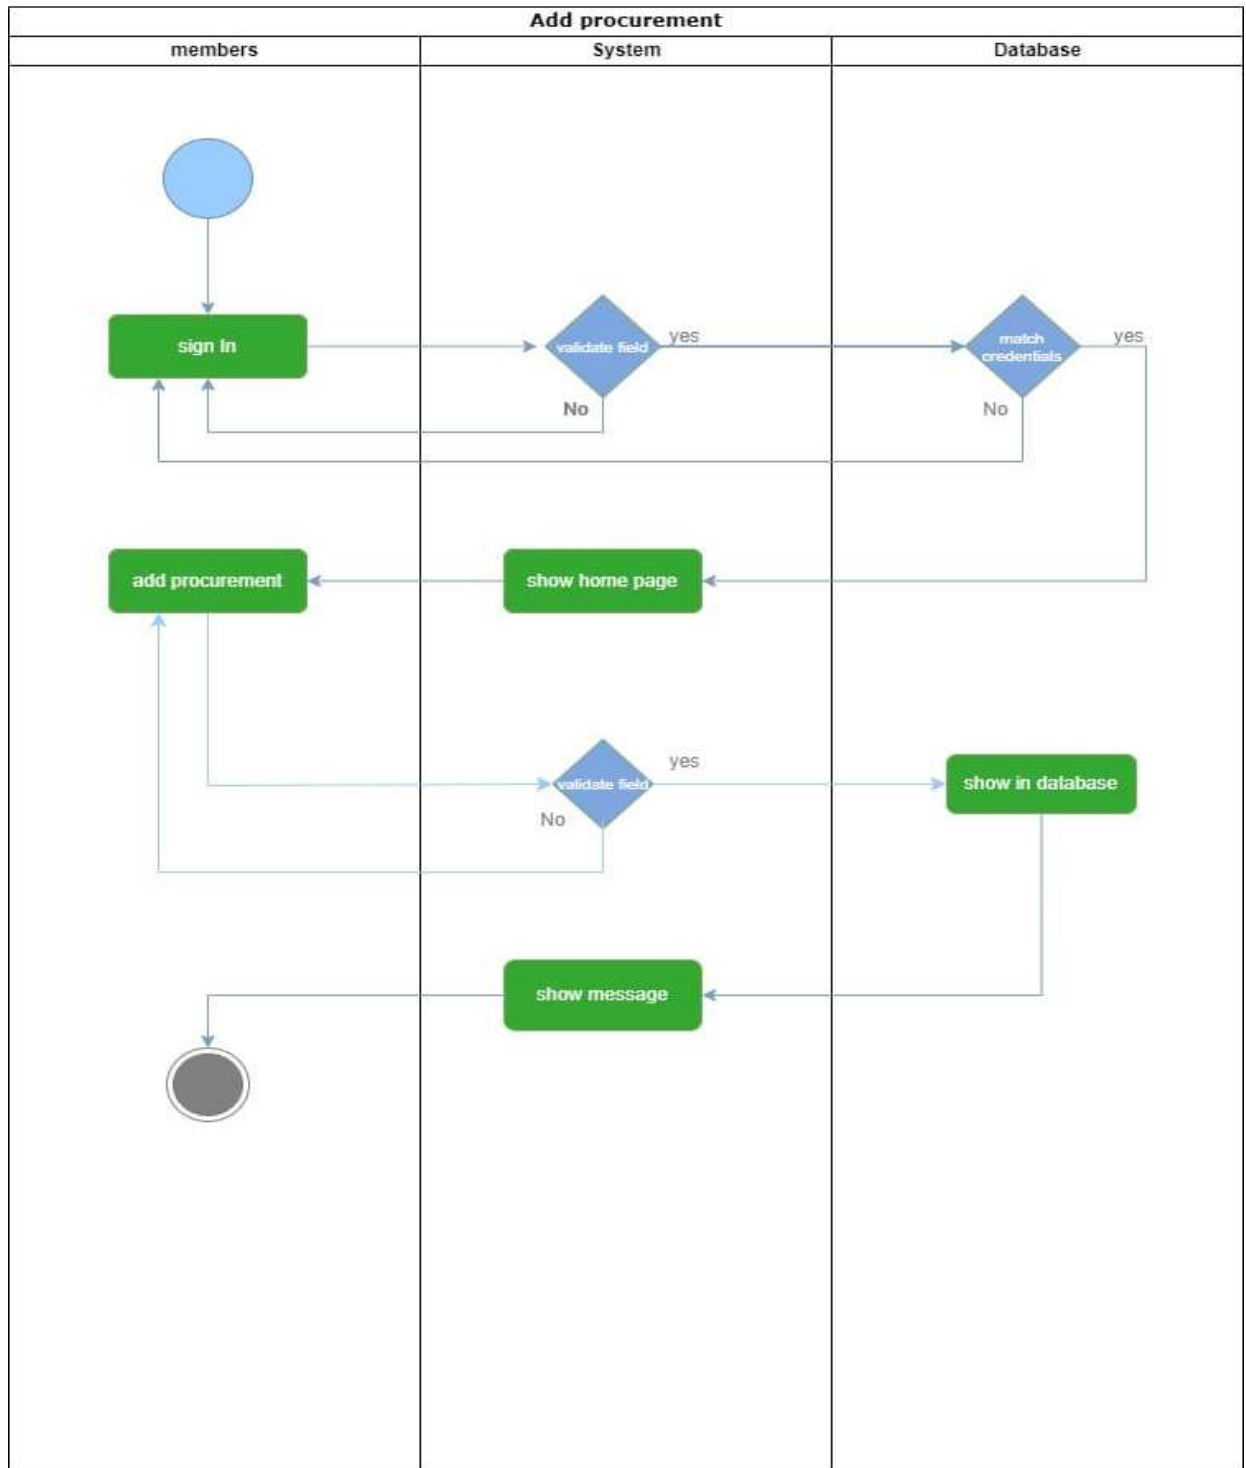 Add procurement
members
System
Database
sign In
validate field
yes
match
credentials
yes
No
No
add procurement
show home page
validate field
yes
show in database
No
show message